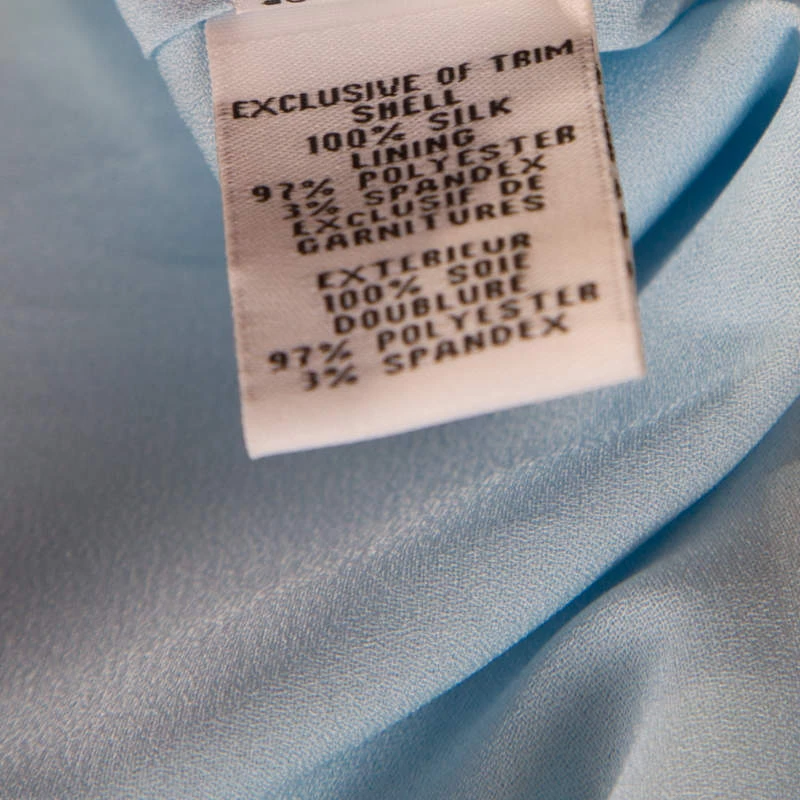 EXCLUSIVE OF TRIM
SHELL
100% SILK
LINING
97% POLYESTER
3% SPANDEX
EXCLUSIF DE
GARNITURES
EXTERIEUR
100% SOIE
DOUBLURE
97% POLYESTER
3% SPANDEX